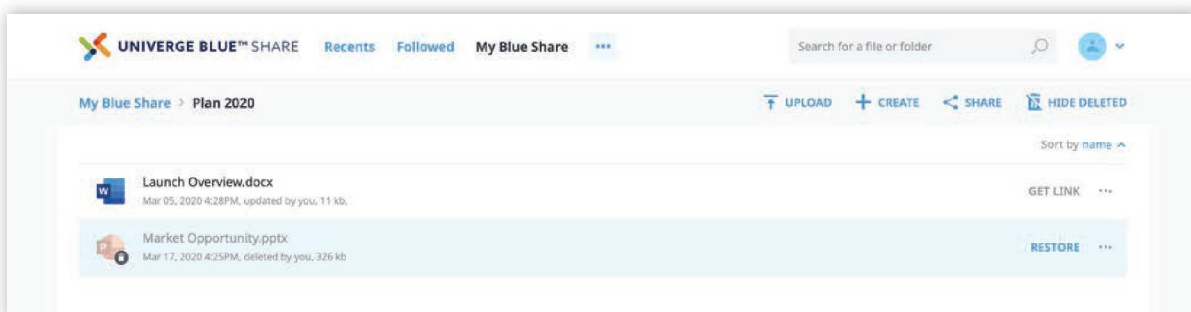 UNIVERGE BLUE™ SHARE Recents Followed My Blue Share ••• Search for a file or folder
My Blue Share > Plan 2020 UPLOAD CREATE SHARE HIDE DELETED
Sort by name
W Launch Overview.docx GET LINK •••
Mar 05, 2020 4:28PM, updated by you, 11 kb,
P Market Opportunity.pptx RESTORE •••
Mar 17, 2020 4:25PM, deleted by you, 326 kb